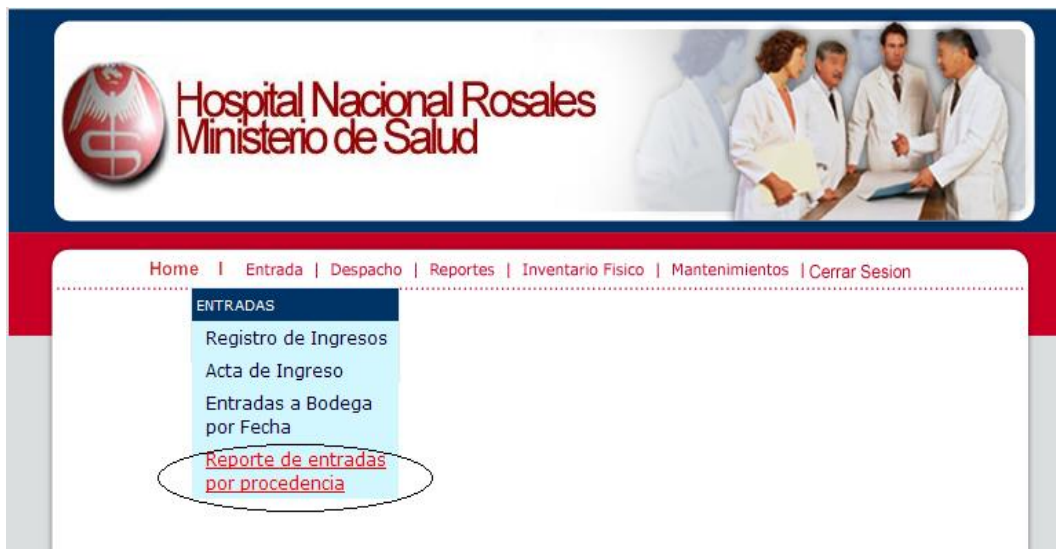 Hospital Nacional Rosales
Ministerio de Salud
Home | Entrada | Despacho | Reportes | Inventario Fisico | Mantenimientos | Cerrar Sesion
ENTRADAS
Registro de Ingresos
Acta de Ingreso
Entradas a Bodega
por Fecha
Reporte de entradas
por procedencia